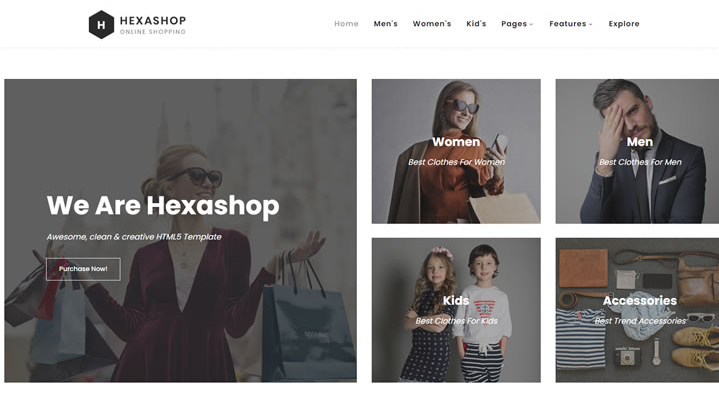 H
HEXASHOP
ONLINE SHOPPING
Home
Men's
Women's
Kid's
Pages
Features
Explore
We Are Hexashop
Awesome, clean & creative HTML5 Template
Purchase Now!
Women
Best Clothes For Women
Men
Best Clothes For Men
Kids
Best Clothes For Kids
Accessories
Best Trend Accessories